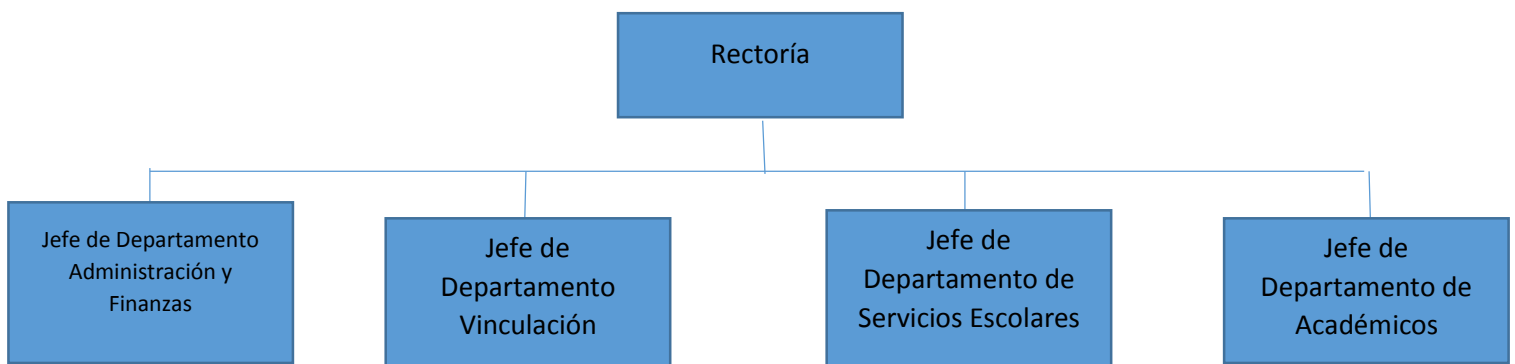 Rectoría
Jefe de Departamento
Administración y
Finanzas
Jefe de
Departamento
Vinculación
Jefe de
Departamento de
Servicios Escolares
Jefe de
Departamento de
Académicos